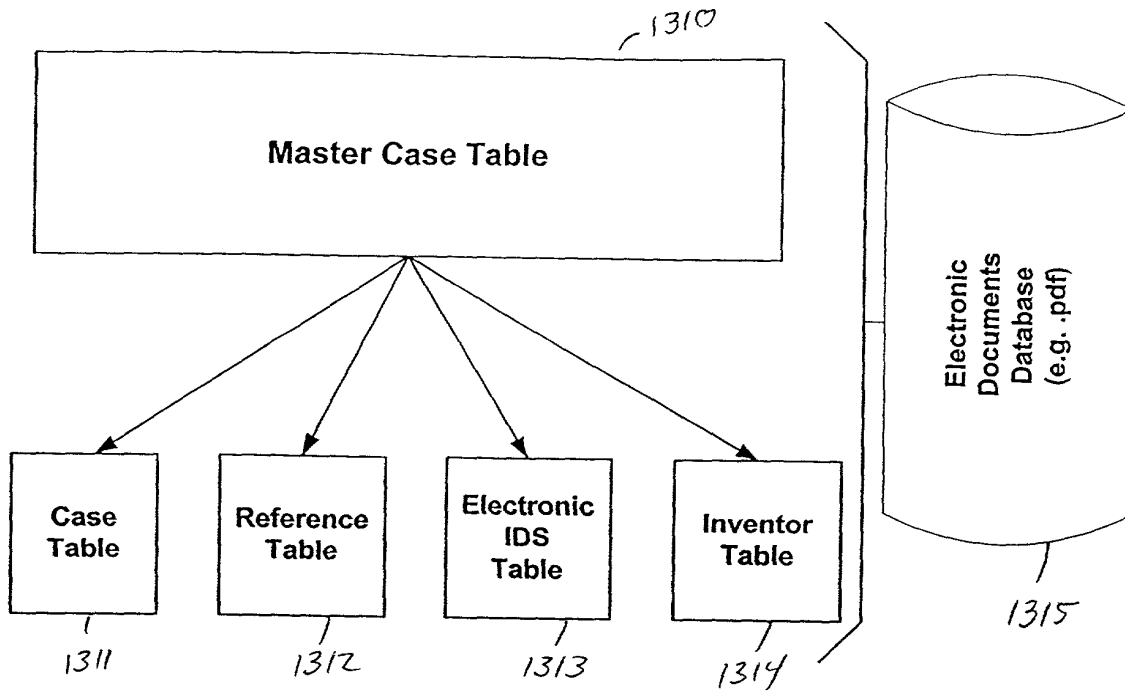 1310
Master Case Table
Case
Table
Reference
Table
Electronic
IDS
Table
Inventor
Table
Electronic
Documents
Database
(e.g. .pdf)
1311
1312
1313
1314
1315